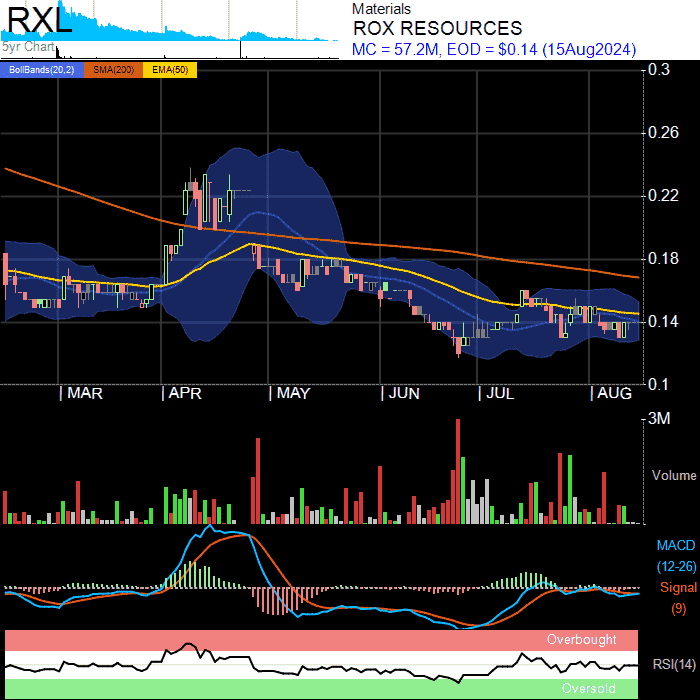 RXL
5yr Chart
Materials
ROX RESOURCES
MC = 57.2M, EOD = $0.14 (15Aug2024)
BollBands(20,2) SMA(200) EMA(50)
0.3
0.26
0.22
0.18
0.14
0.1
MAR APR MAY JUN JUL AUG
3M
Volume
MACD
(12-26)
Signal
(9)
Overbought
RSI(14)
Oversold